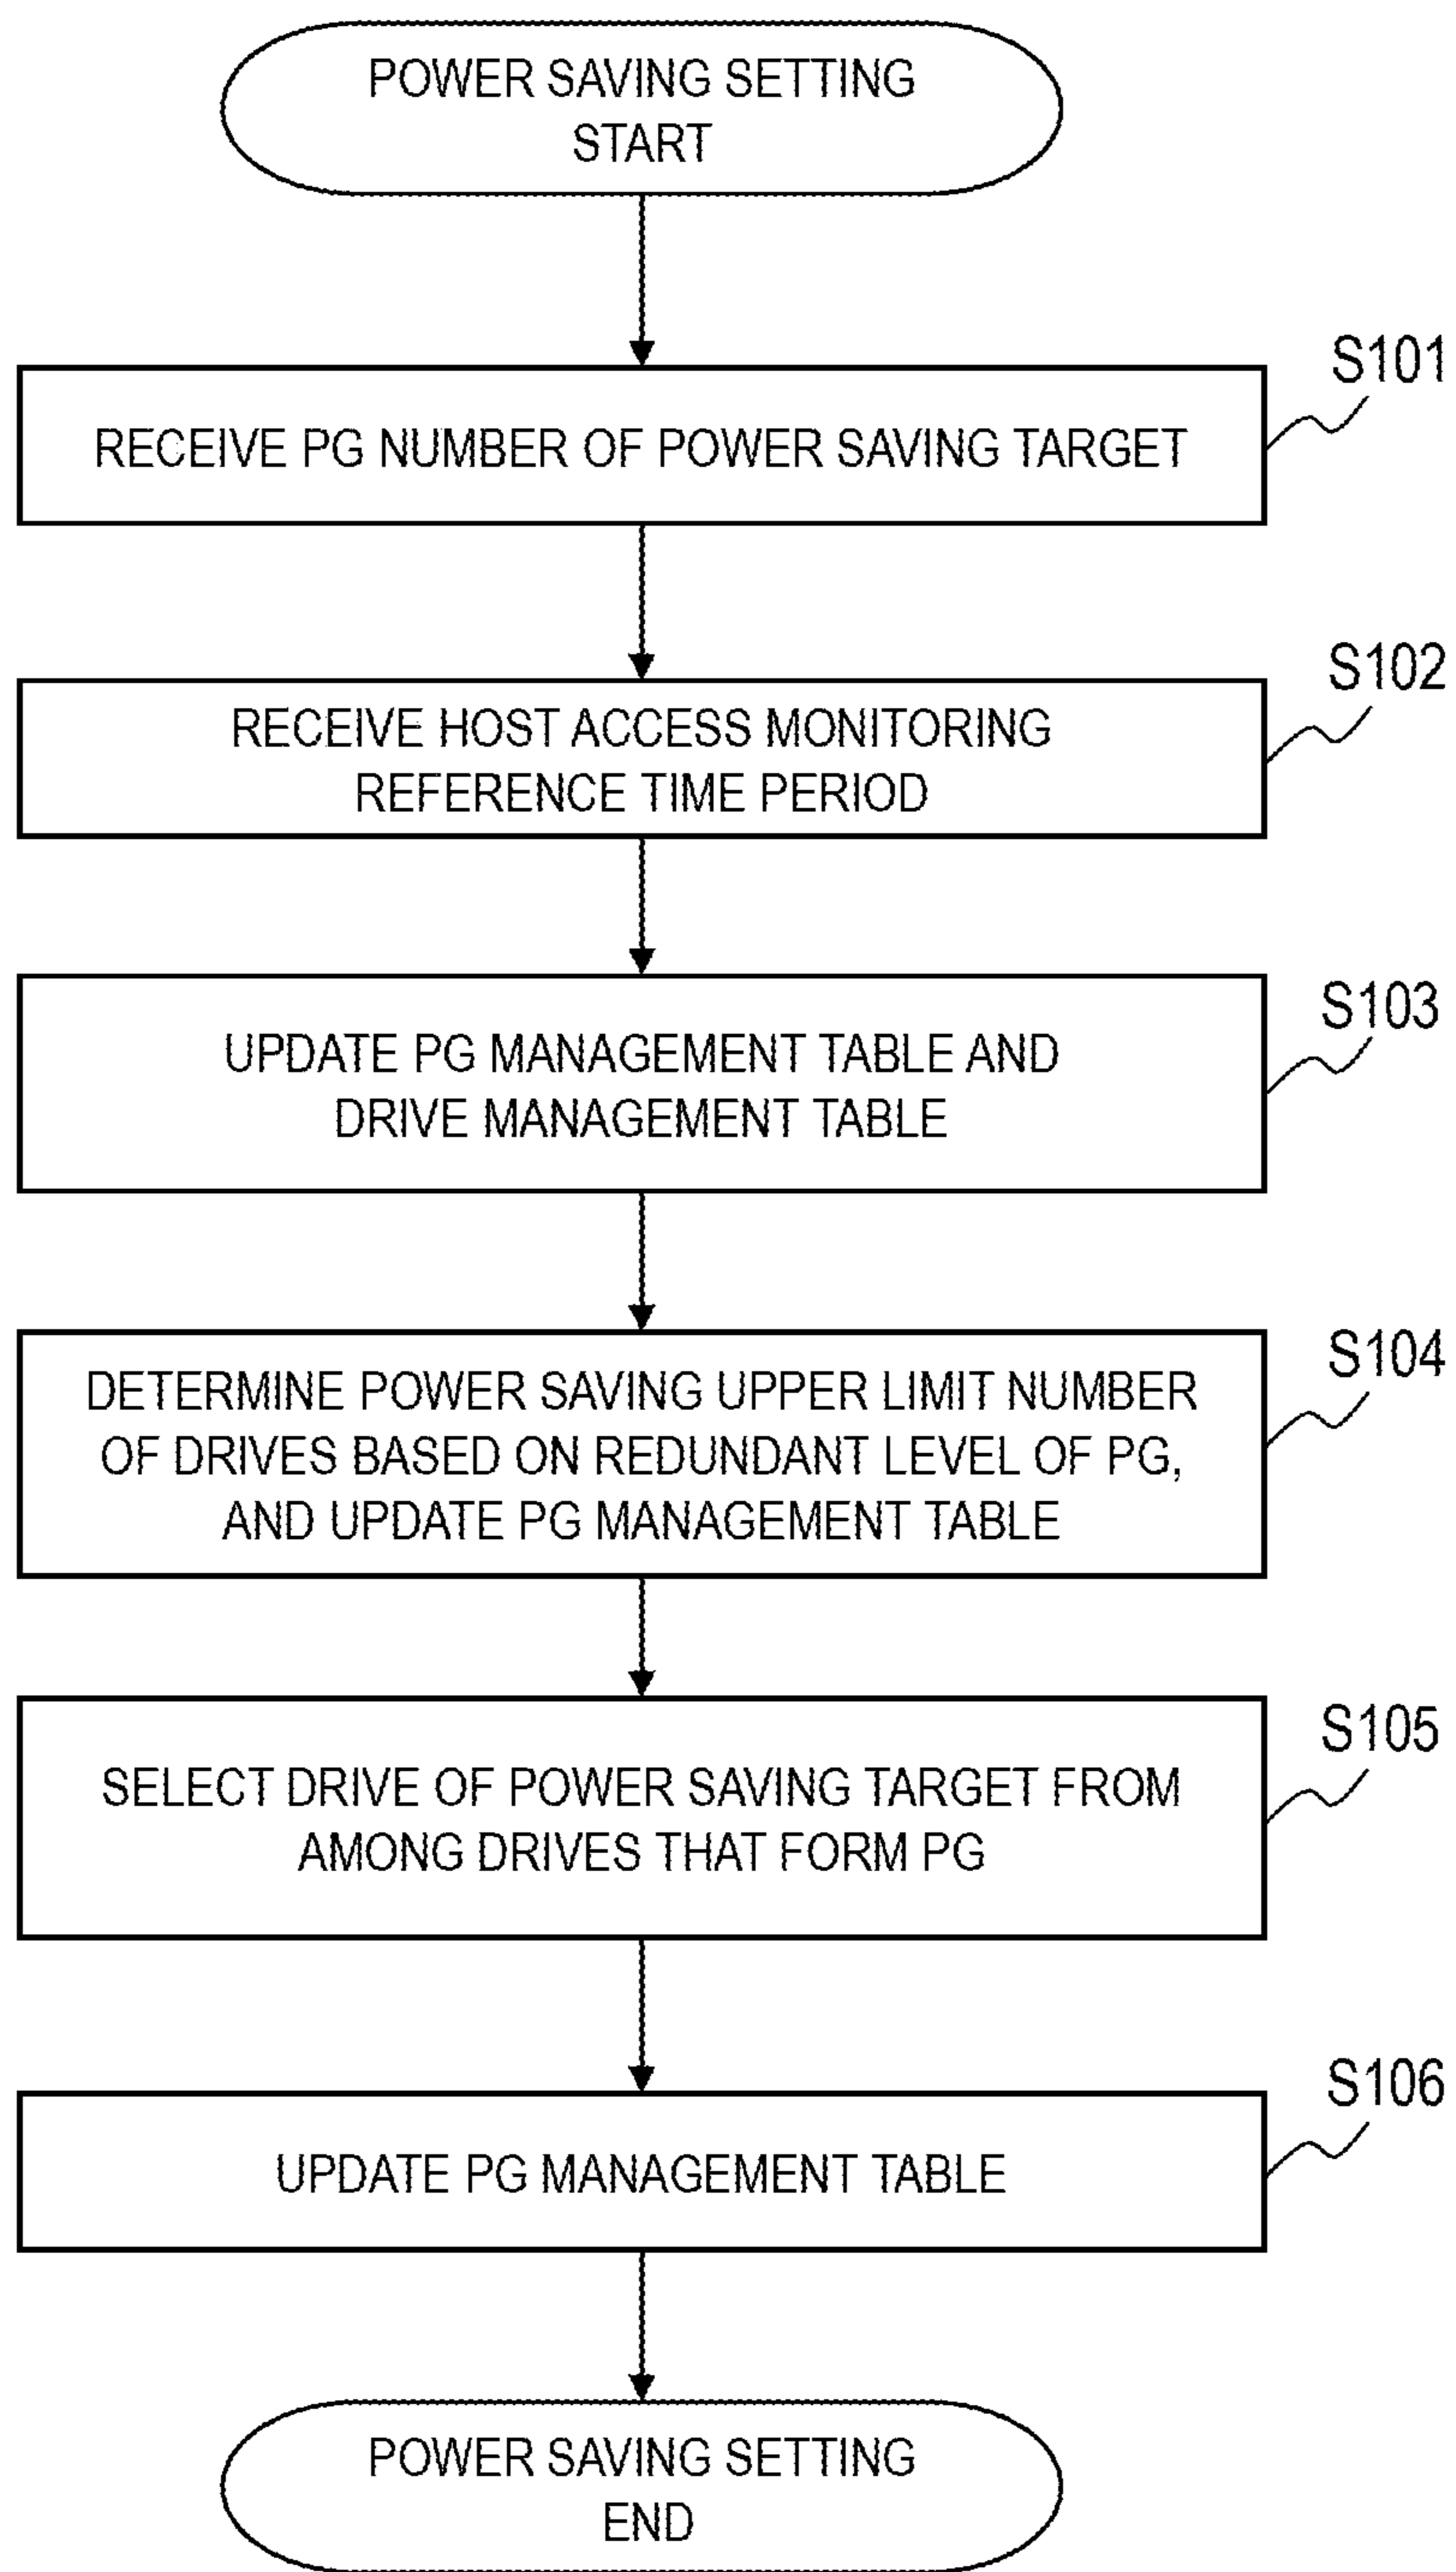 POWER SAVING SETTING
START
S101
RECEIVE PG NUMBER OF POWER SAVING TARGET
S102
RECEIVE HOST ACCESS MONITORING
REFERENCE TIME PERIOD
S103
UPDATE PG MANAGEMENT TABLE AND
DRIVE MANAGEMENT TABLE
S104
DETERMINE POWER SAVING UPPER LIMIT NUMBER
OF DRIVES BASED ON REDUNDANT LEVEL OF PG,
AND UPDATE PG MANAGEMENT TABLE
S105
SELECT DRIVE OF POWER SAVING TARGET FROM
AMONG DRIVES THAT FORM PG
S106
UPDATE PG MANAGEMENT TABLE
POWER SAVING SETTING
END